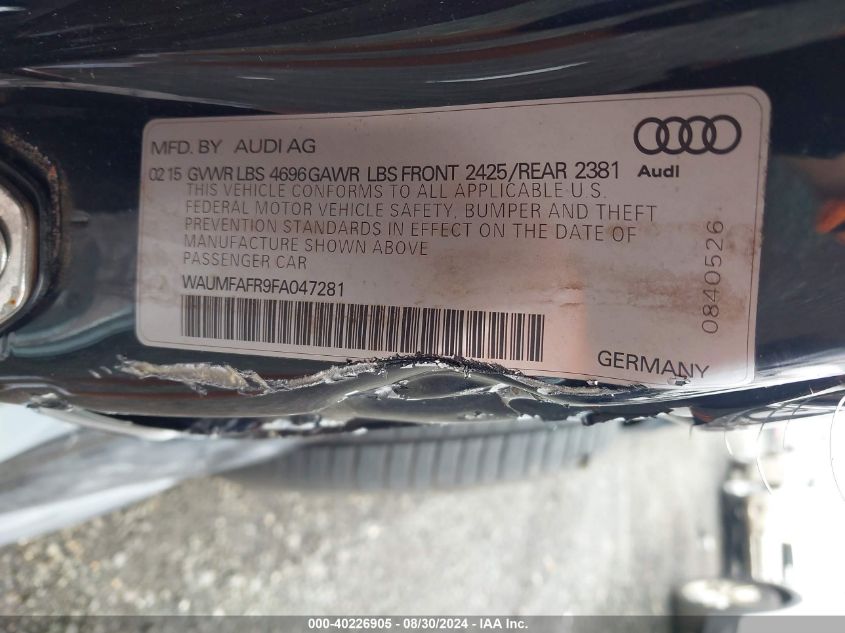 MFD. BY AUDI AG
Audi
02 15 GVWR LBS 4696 GAWR LBS FRONT 2425/REAR 2381
THIS VEHICLE CONFORMS TO ALL APPLICABLE U.S.
FEDERAL MOTOR VEHICLE SAFETY, BUMPER AND THEFT
PREVENTION STANDARDS IN EFFECT ON THE DATE OF
MANUFACTURE SHOWN ABOVE
PASSENGER CAR
WAUMFAFR9FA047281
0840526
GERMANY
000-40226905 - 08/30/2024 - IAA Inc.